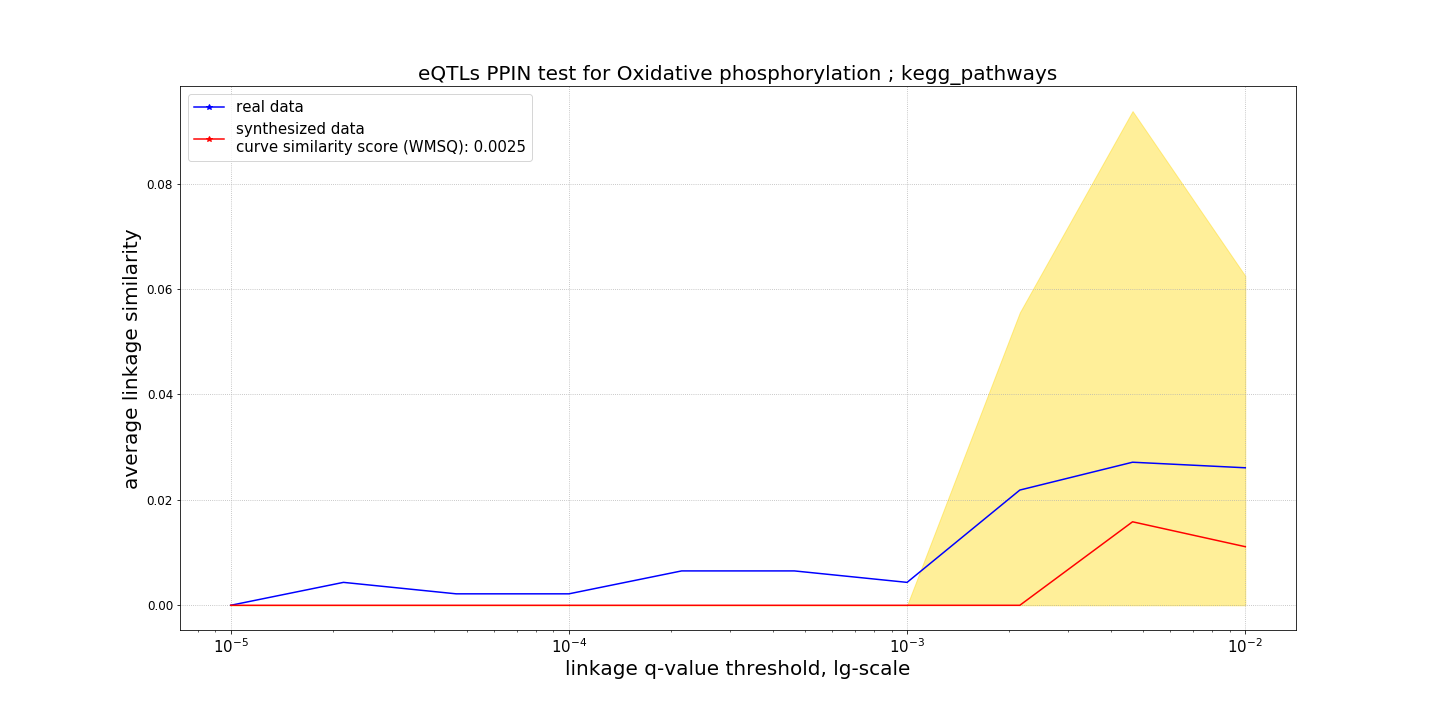 eQTLs PPIN test for Oxidative phosphorylation ; kegg_pathways
real data
synthesized data
curve similarity score (WMSQ): 0.0025
average linkage similarity
0.08
0.06
0.04
0.02
0.00
10⁻⁵ 10⁻⁴ 10⁻³ 10⁻²
linkage q-value threshold, lg-scale